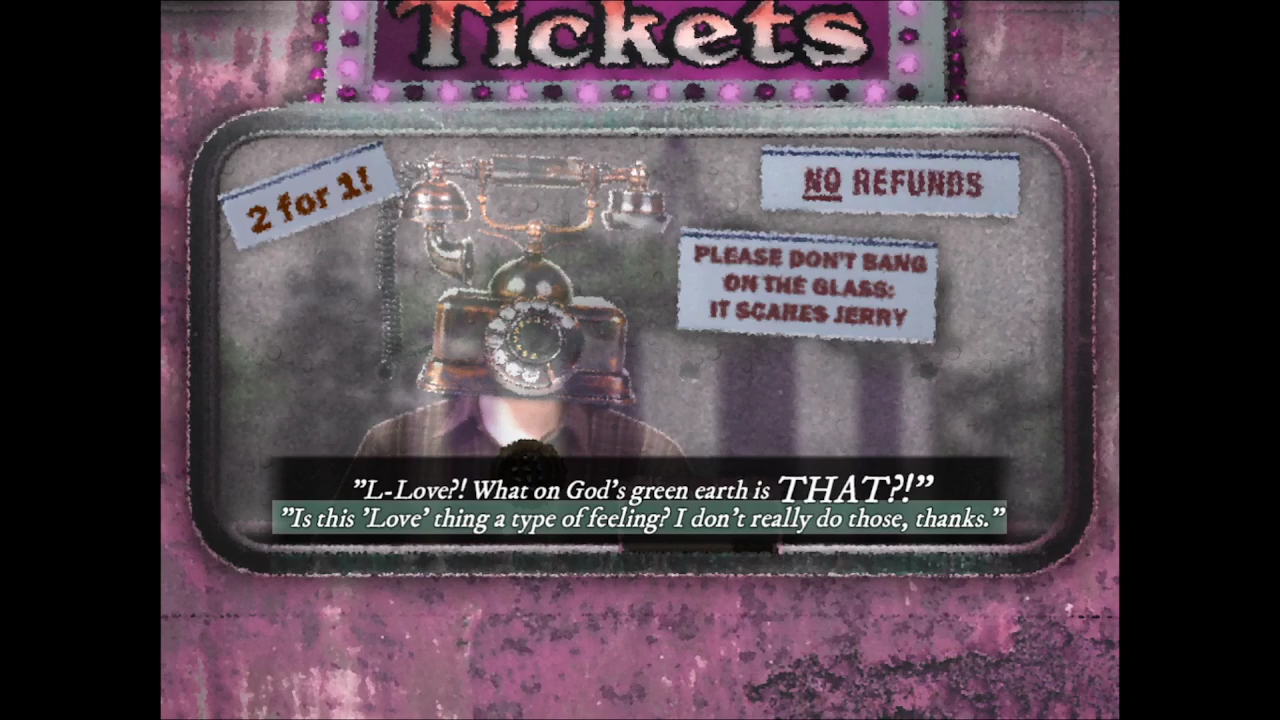 Tickets
2 for 1!
NO REFUNDS
PLEASE DON'T BANG
ON THE GLASS:
IT SCARES JERRY
"L-Love?! What on God's green earth is THAT?!"
"Is this 'Love' thing a type of feeling? I don't really do those, thanks."